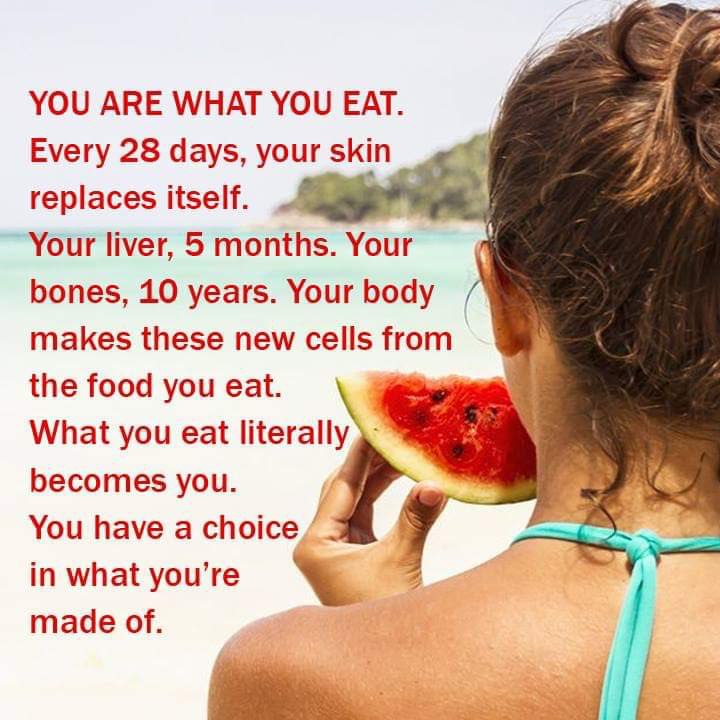 YOU ARE WHAT YOU EAT.
Every 28 days, your skin
replaces itself.
Your liver, 5 months. Your
bones, 10 years. Your body
makes these new cells from
the food you eat.
What you eat literally
becomes you.
You have a choice
in what you’re
made of.